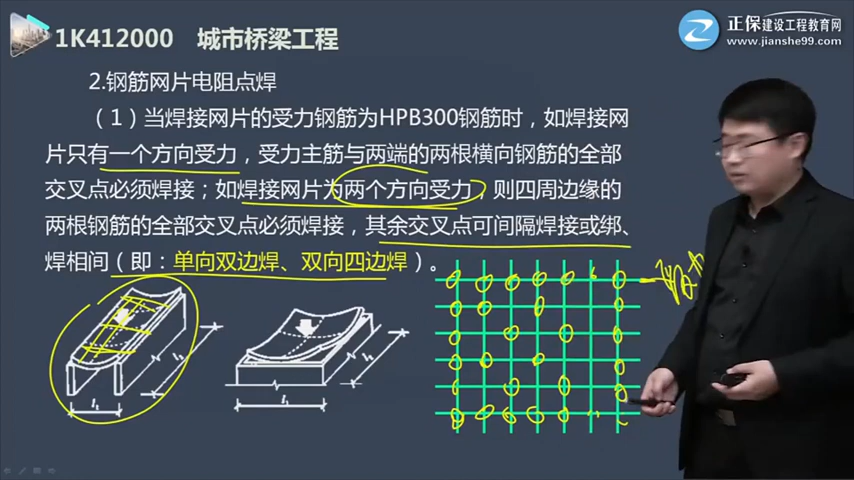 1K412000 城市桥梁工程
正保建设工程教育网
www.jianshe99.com
2.钢筋网片电阻点焊
（1）当焊接网片的受力钢筋为HPB300钢筋时，如焊接网
片只有一个方向受力，受力主筋与两端的两根横向钢筋的全部
交叉点必须焊接；如焊接网片为两个方向受力，则四周边缘的
两根钢筋的全部交叉点必须焊接，其余交叉点可间隔焊接或绑、
焊相间（即：单向双边焊、双向四边焊）。